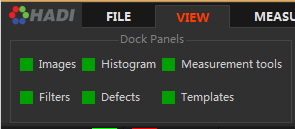 HADI FILE VIEW MEASU
Dock Panels
Images Histogram Measurement tools
Filters Defects Templates